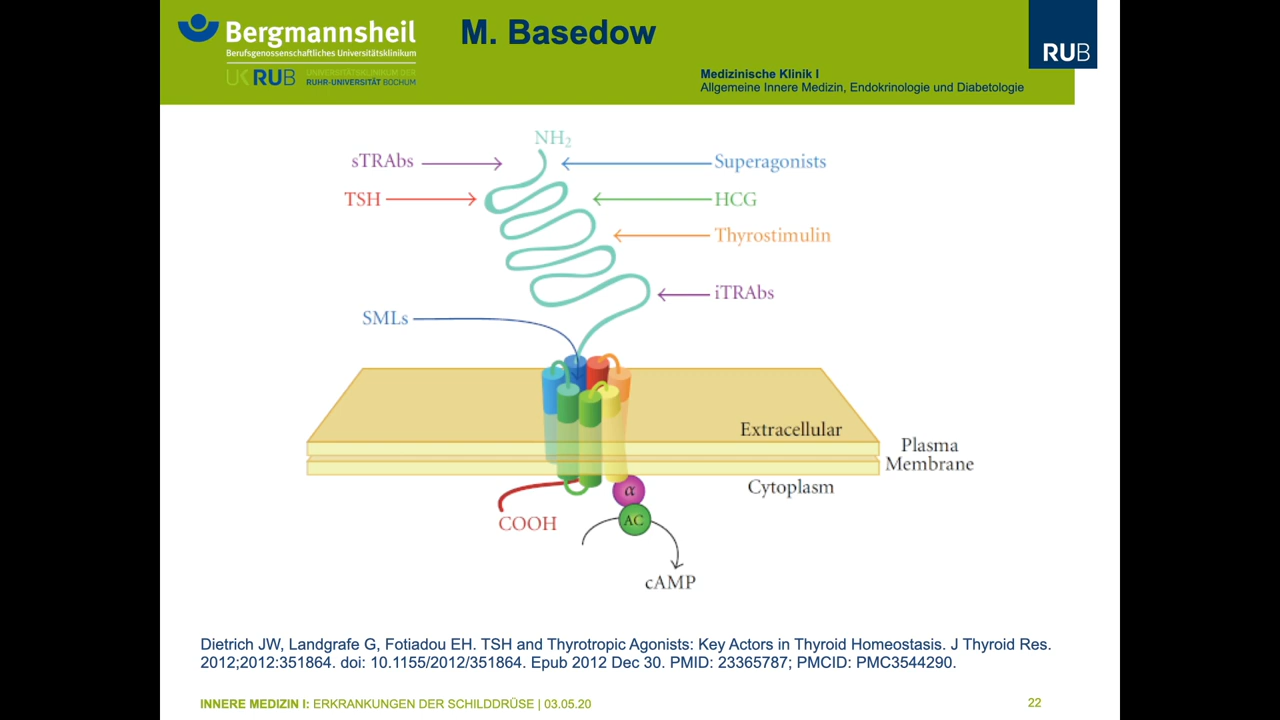 Bergmannsheil
Berufsgenossenschaftliches Universitätsklinikum
UK RUB UNIVERSITÄTSKLINIKUM DER
RUHR-UNIVERSITÄT BOCHUM
M. Basedow
RUB
Medizinische Klinik I
Allgemeine Innere Medizin, Endokrinologie und Diabetologie
NH₂
sTRAbs
Superagonists
TSH
HCG
Thyrostimulin
iTRAbs
SMLs
Extracellular
Plasma
Membrane
Cytoplasm
α
COOH
AC
cAMP
Dietrich JW, Landgrafe G, Fotiadou EH. TSH and Thyrotropic Agonists: Key Actors in Thyroid Homeostasis. J Thyroid Res.
2012;2012:351864. doi: 10.1155/2012/351864. Epub 2012 Dec 30. PMID: 23365787; PMCID: PMC3544290.
INNERE MEDIZIN I: ERKRANKUNGEN DER SCHILDDRÜSE | 03.05.20
22